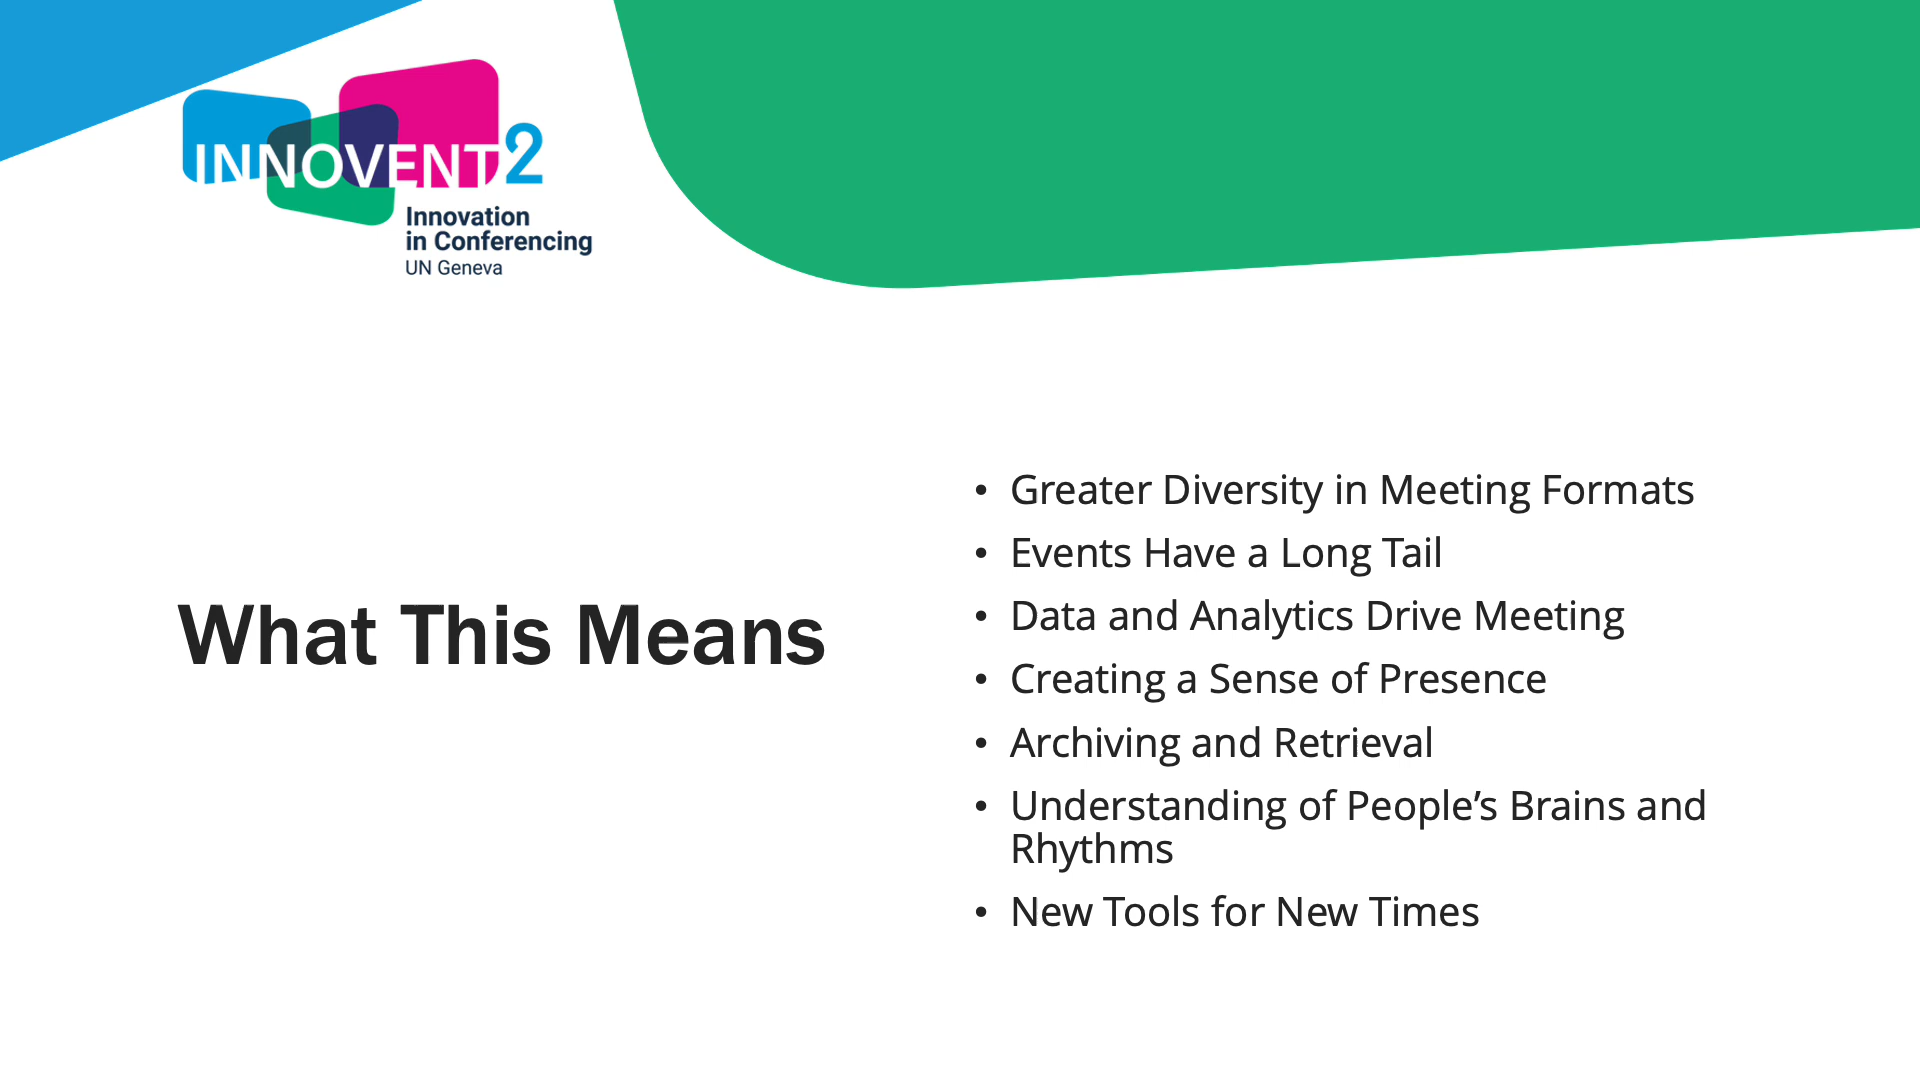 INNOVENT2
Innovation
in Conferencing
UN Geneva
What This Means
• Greater Diversity in Meeting Formats
• Events Have a Long Tail
• Data and Analytics Drive Meeting
• Creating a Sense of Presence
• Archiving and Retrieval
• Understanding of People’s Brains and
Rhythms
• New Tools for New Times